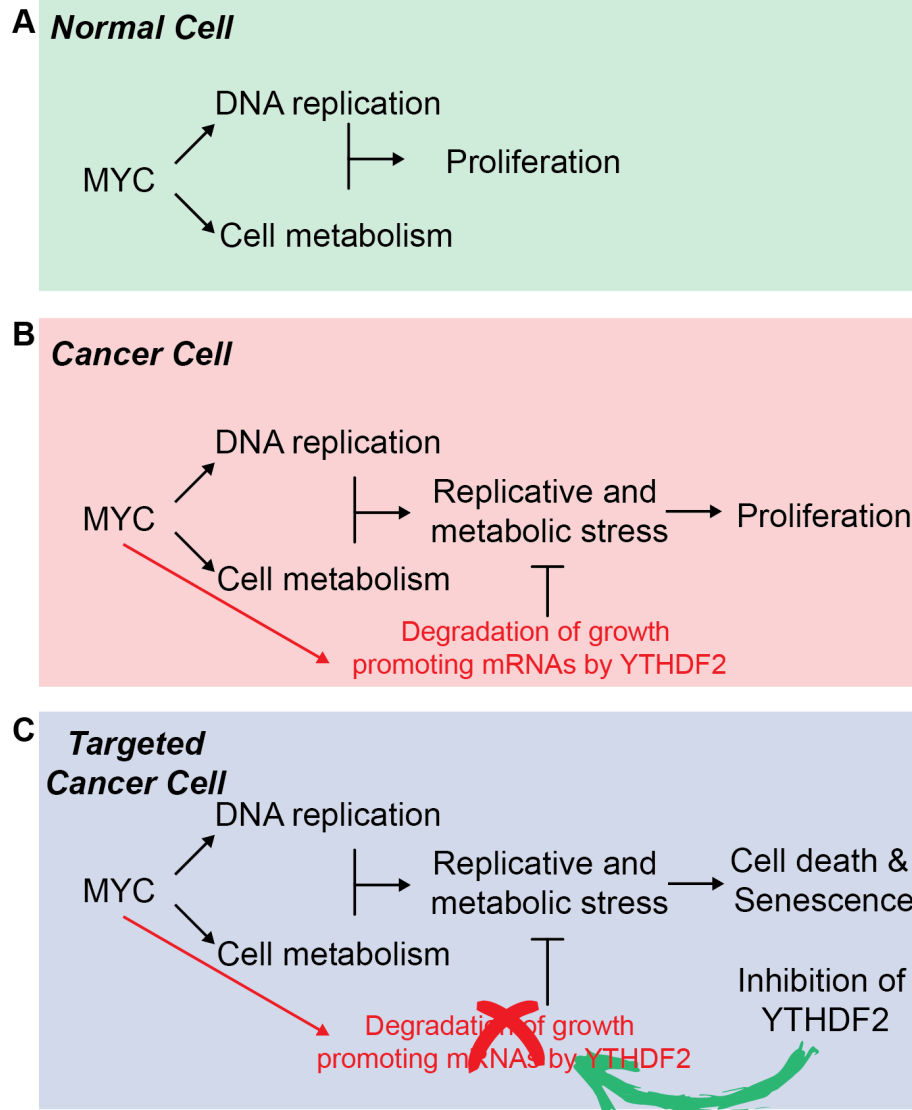 A
Normal Cell
DNA replication
MYC
Proliferation
Cell metabolism
B
Cancer Cell
DNA replication
MYC
Replicative and
metabolic stress
Proliferation
Cell metabolism
Degradation of growth
promoting mRNAs by YTHDF2
C
Targeted
Cancer Cell
DNA replication
MYC
Replicative and
metabolic stress
Cell death &
Senescence
Cell metabolism
Inhibition of
YTHDF2
Degradation of growth
promoting mRNAs by YTHDF2